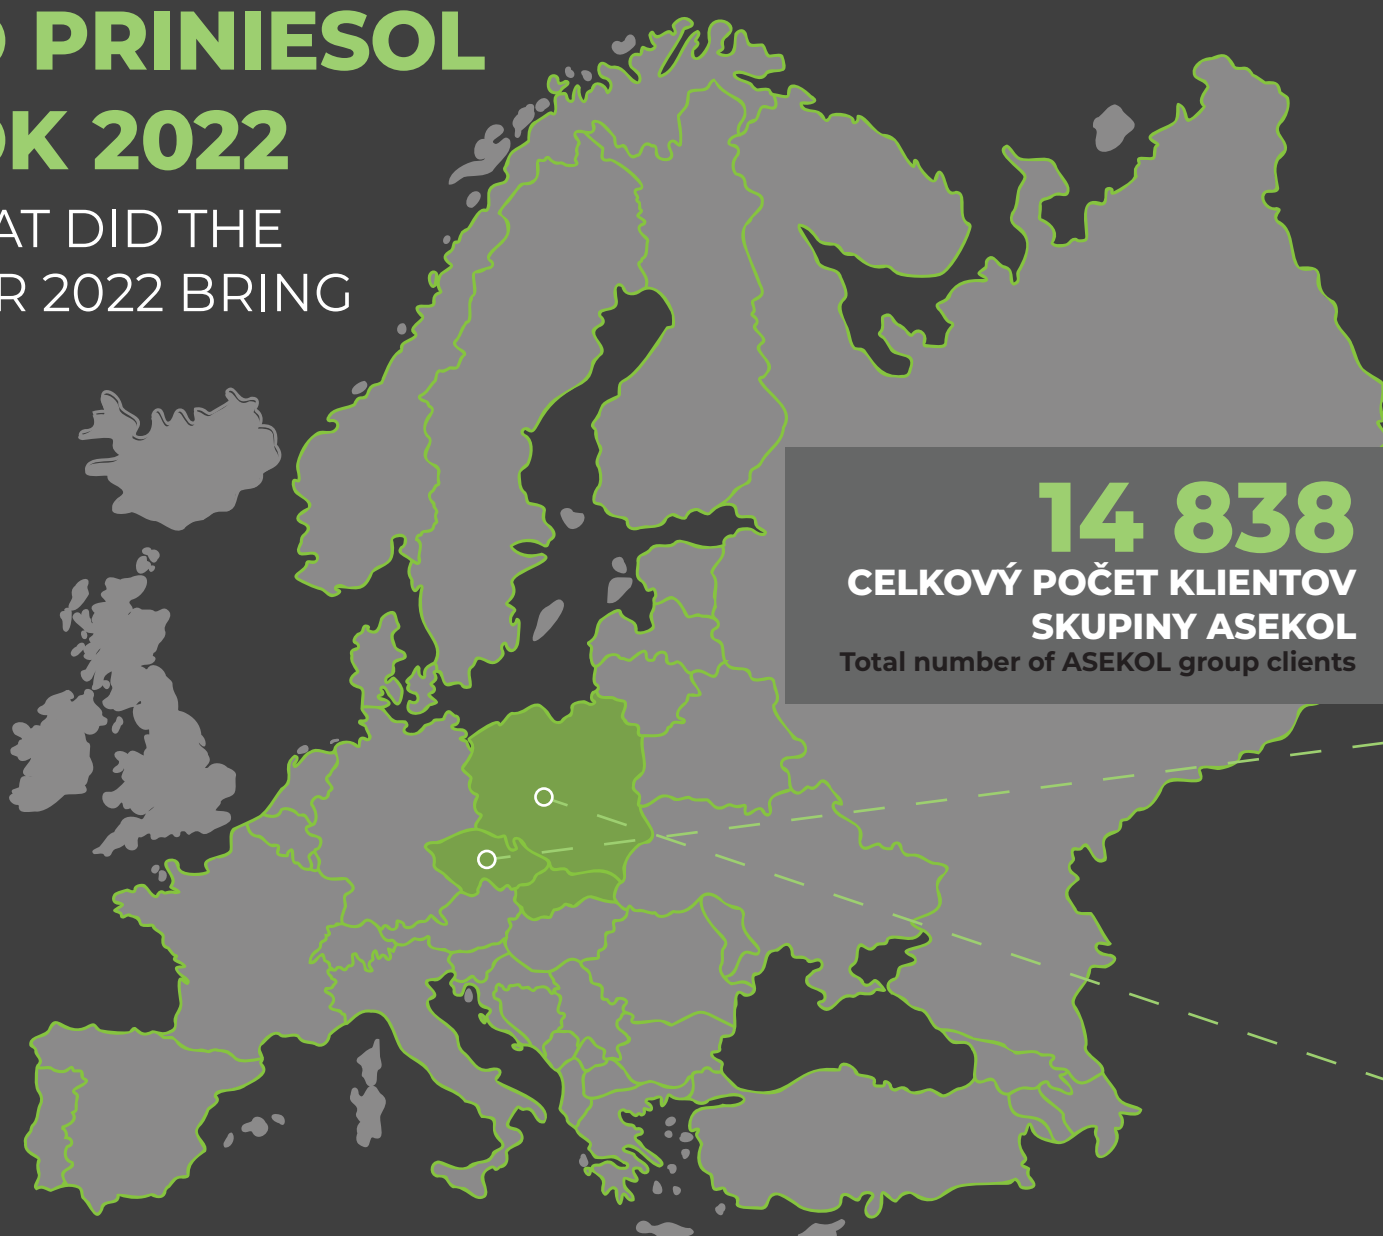 PRINIESOL
2022
DID THE
2022 BRING
14 838
CELKOVÝ POČET KLIENTOV
SKUPINY ASEKOL
Total number of ASEKOL group clients